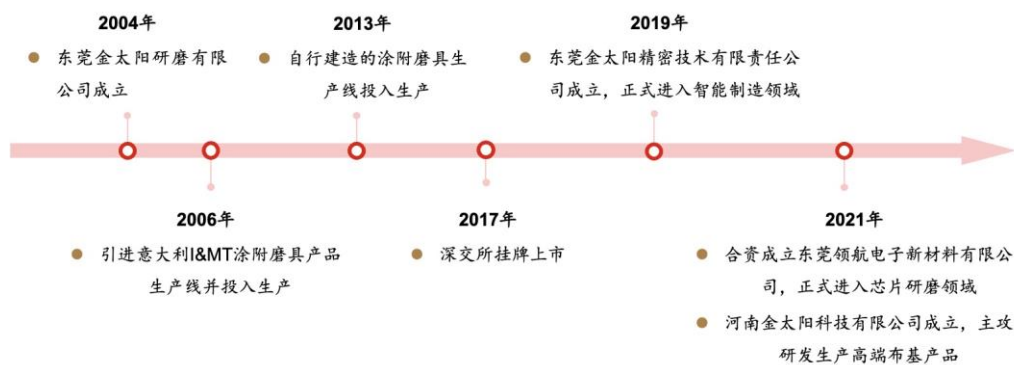 2004年
东莞金太阳研磨有限
公司成立
2013年
自行建造的涂附磨具生
产线投入生产
2019年
东莞金太阳精密技术有限责任公
司成立，正式进入智能制造领域
2006年
引进意大利I&MT涂附磨具产品
生产线并投入生产
2017年
深交所挂牌上市
2021年
合资成立东莞领航电子新材料有限公
司，正式进入芯片研磨领域
河南金太阳科技有限公司成立，主攻
研发生产高端布基产品